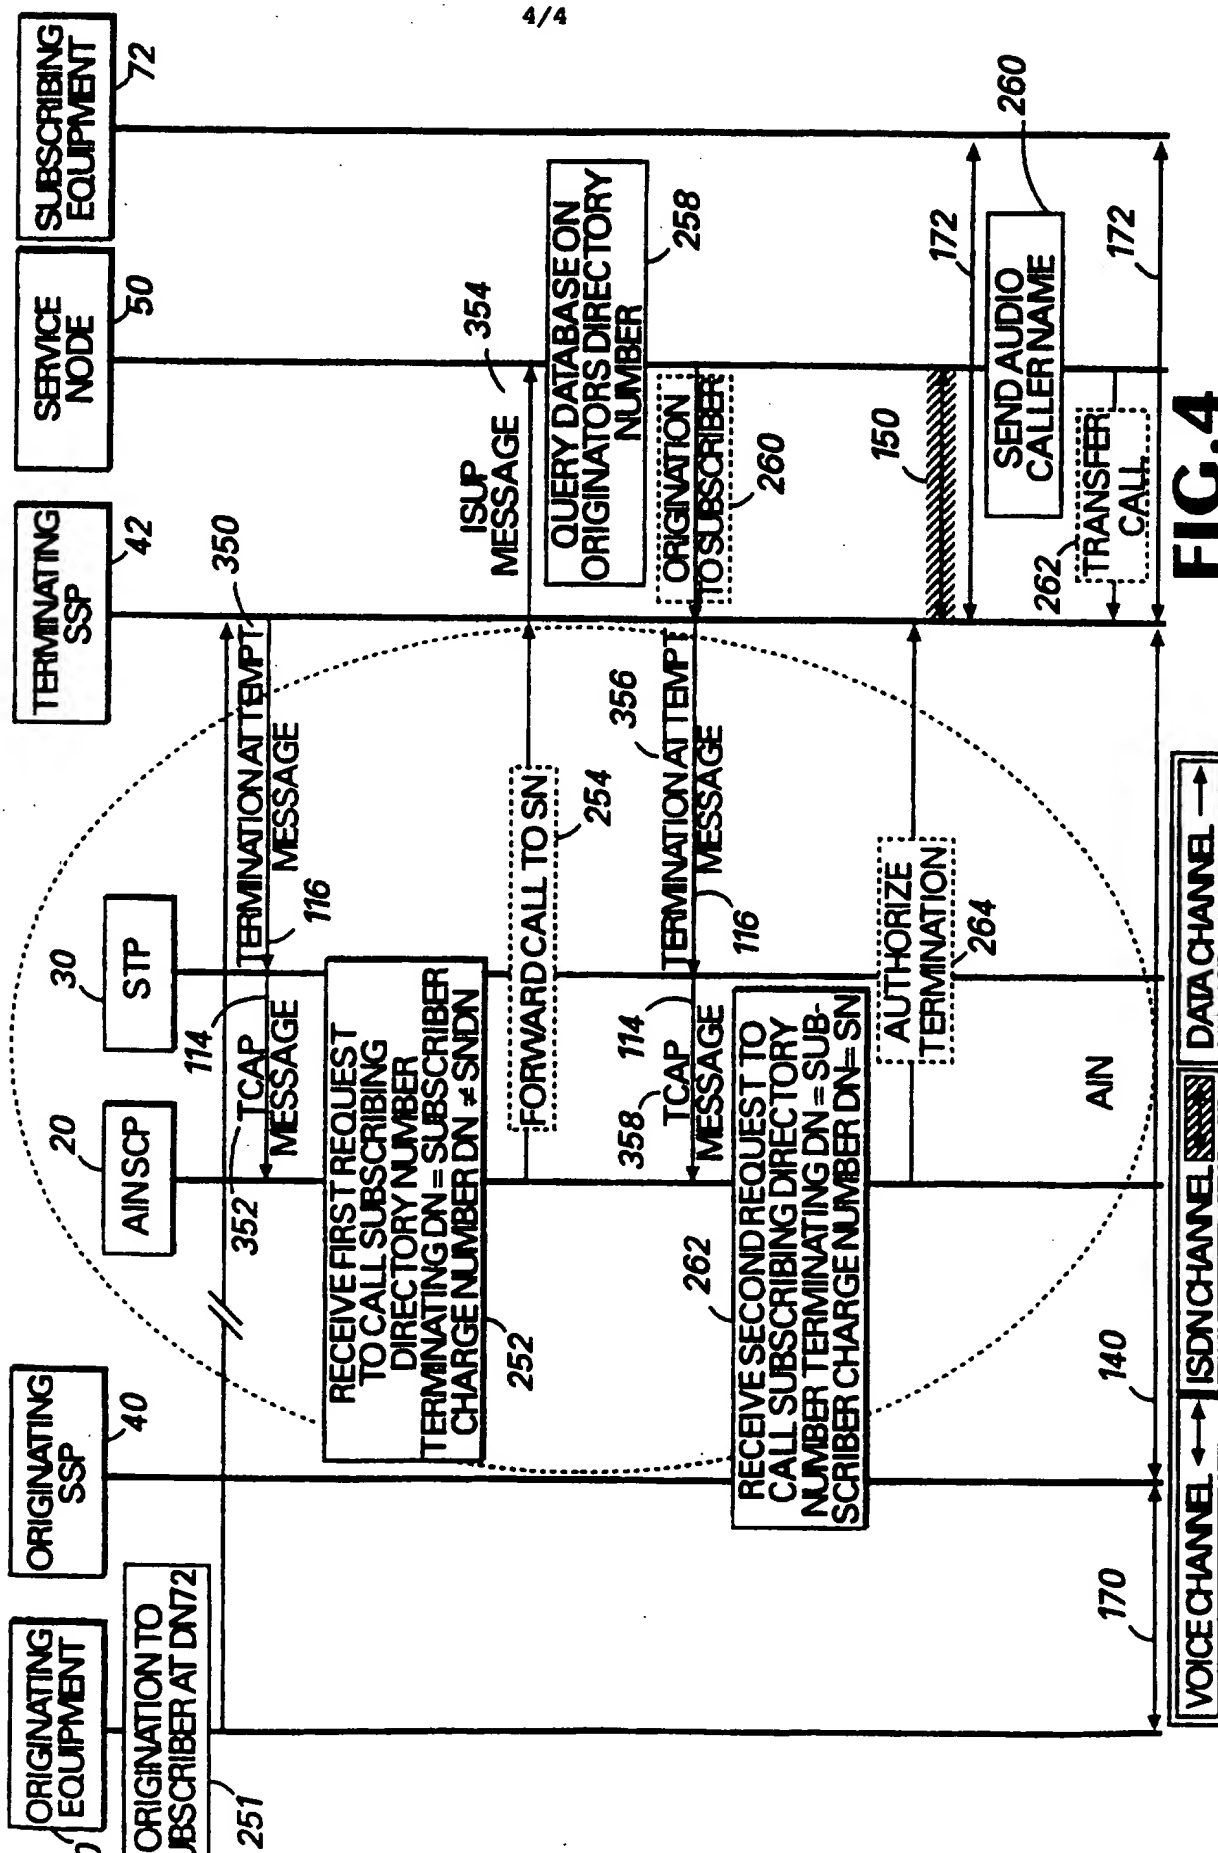 4/4
ORIGINATING
EQUIPMENT
0
ORIGINATING
SSP
40
AIN SCP
20
STP
30
TERMINATING
SSP
42
SERVICE
NODE
50
SUBSCRIBING
EQUIPMENT
72
ORIGINATION TO
UBSCRIBER AT DN72
251
TERMINATION ATTEMPT
MESSAGE
350
116
114
TCAP
MESSAGE
352
RECEIVE FIRST REQUEST
TO CALL SUBSCRIBING
DIRECTORY NUMBER
TERMINATING DN = SUBSCRIBER
CHARGE NUMBER DN ≠ SNDN
252
FORWARD CALL TO SN
254
ISUP
MESSAGE
354
QUERY DATABASE ON
ORIGINATORS DIRECTORY
NUMBER
258
ORIGINATION
TO SUBSCRIBER
260
TERMINATION ATTEMPT
MESSAGE
356
116
114
TCAP
MESSAGE
358
RECEIVE SECOND REQUEST TO
CALL SUBSCRIBING DIRECTORY
NUMBER TERMINATING DN = SUB-
SCRIBER CHARGE NUMBER DN = SN
262
AUTHORIZE
TERMINATION
264
150
172
SEND AUDIO
CALLER NAME
260
TRANSFER
CALL
262
172
AIN
170
140
VOICE CHANNEL
ISDN CHANNEL
DATA CHANNEL
FIG.4